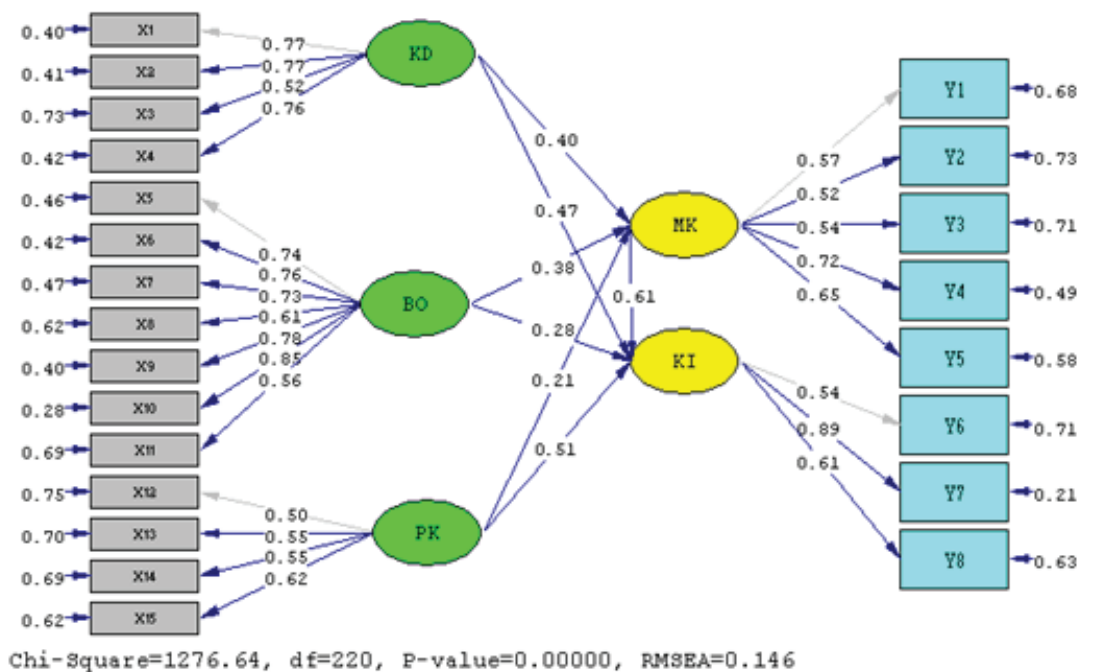 0.40 X1
0.41 X2
0.73 X3
0.42 X4
0.46 X5
0.42 X6
0.47 X7
0.62 X8
0.40 X9
0.28 X10
0.69 X11
0.75 X12
0.70 X13
0.69 X14
0.62 X15
0.77
0.77
0.52
0.76
0.74
0.76
0.73
0.61
0.78
0.85
0.56
0.50
0.55
0.55
0.62
KD
BO
PK
0.40
0.47
0.38
0.28
0.21
0.51
0.61
MK
KI
0.57
0.52
0.54
0.72
0.65
0.54
0.89
0.61
Y1 0.68
Y2 0.73
Y3 0.71
Y4 0.49
Y5 0.58
Y6 0.71
Y7 0.21
Y8 0.63
Chi-Square=1276.64, df=220, P-value=0.00000, RMSEA=0.146